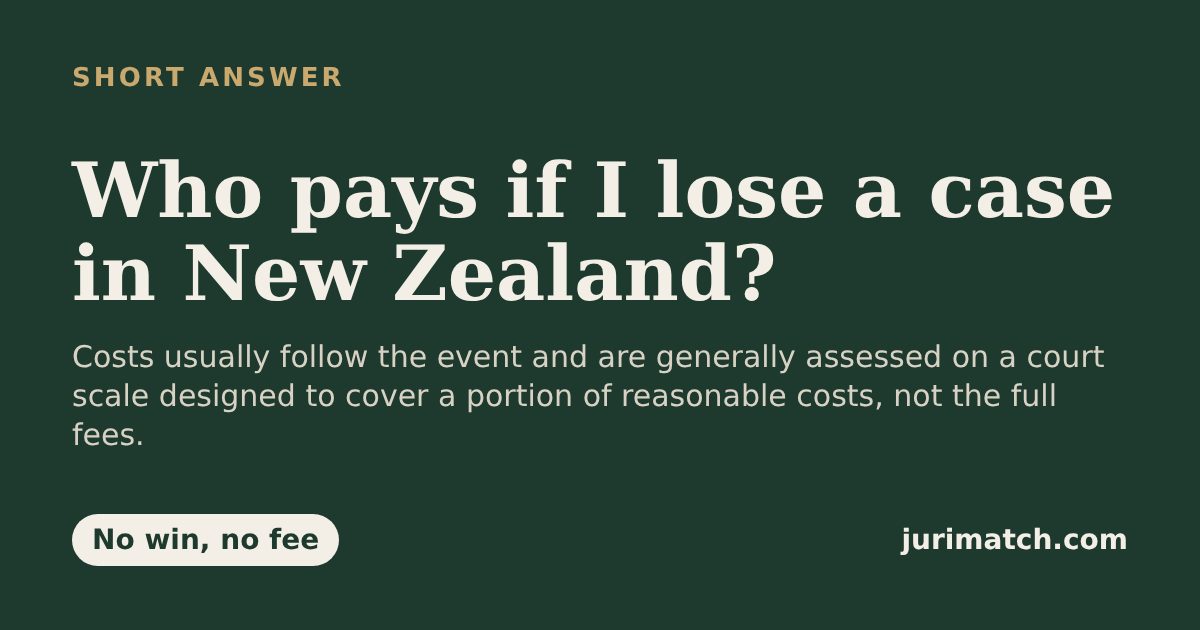 SHORT ANSWER
Who pays if I lose a case
in New Zealand?
Costs usually follow the event and are generally assessed on a court
scale designed to cover a portion of reasonable costs, not the full
fees.
No win, no fee
jurimatch.com